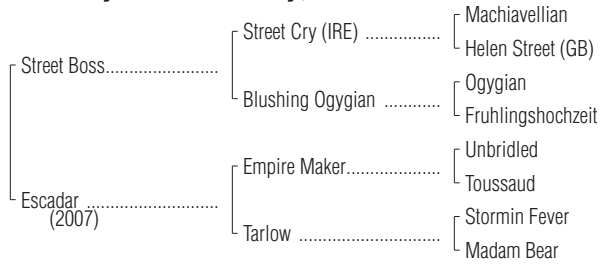 Machiavellian
Street Cry (IRE) ................
Helen Street (GB)
Street Boss........................
Ogygian
Blushing Ogygian ............
Fruhlingshochzeit
Unbridled
Empire Maker....................
Toussaud
Escadar ............................
(2007)
Stormin Fever
Tarlow ..............................
Madam Bear